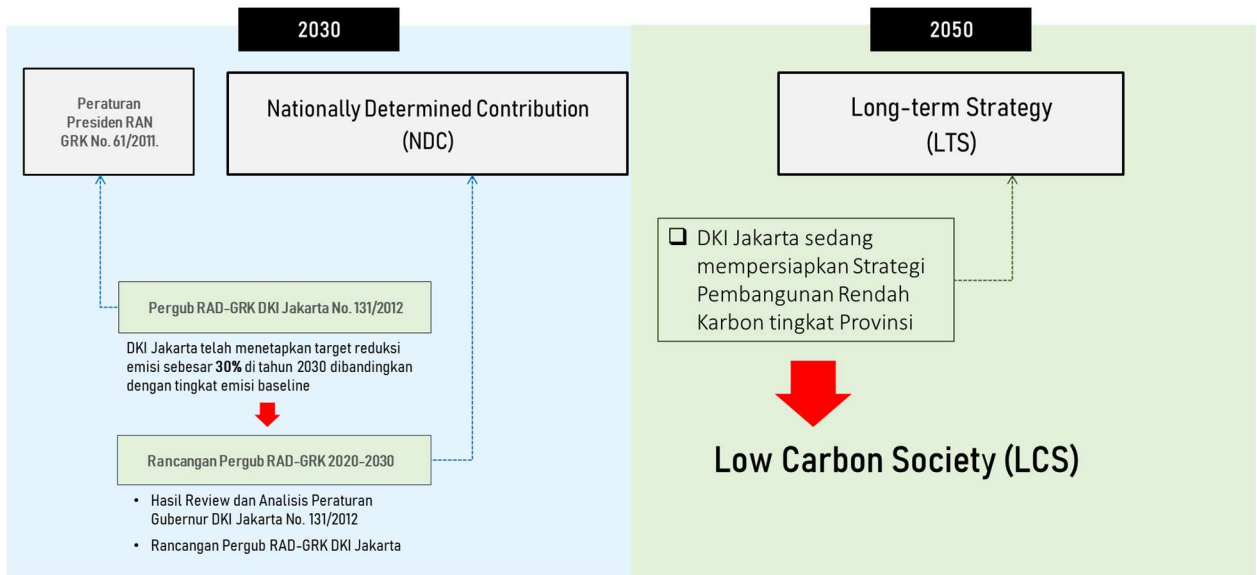 2030
Peraturan
Presiden RAN
GRK No. 61/2011.
Nationally Determined Contribution
(NDC)
Pergub RAD-GRK DKI Jakarta No. 131/2012
DKI Jakarta telah menetapkan target reduksi
emisi sebesar 30% di tahun 2030 dibandingkan
dengan tingkat emisi baseline
Rancangan Pergub RAD-GRK 2020-2030
• Hasil Review dan Analisis Peraturan
Gubernur DKI Jakarta No. 131/2012
• Rancangan Pergub RAD-GRK DKI Jakarta
2050
Long-term Strategy
(LTS)
❑ DKI Jakarta sedang
mempersiapkan Strategi
Pembangunan Rendah
Karbon tingkat Provinsi
Low Carbon Society (LCS)